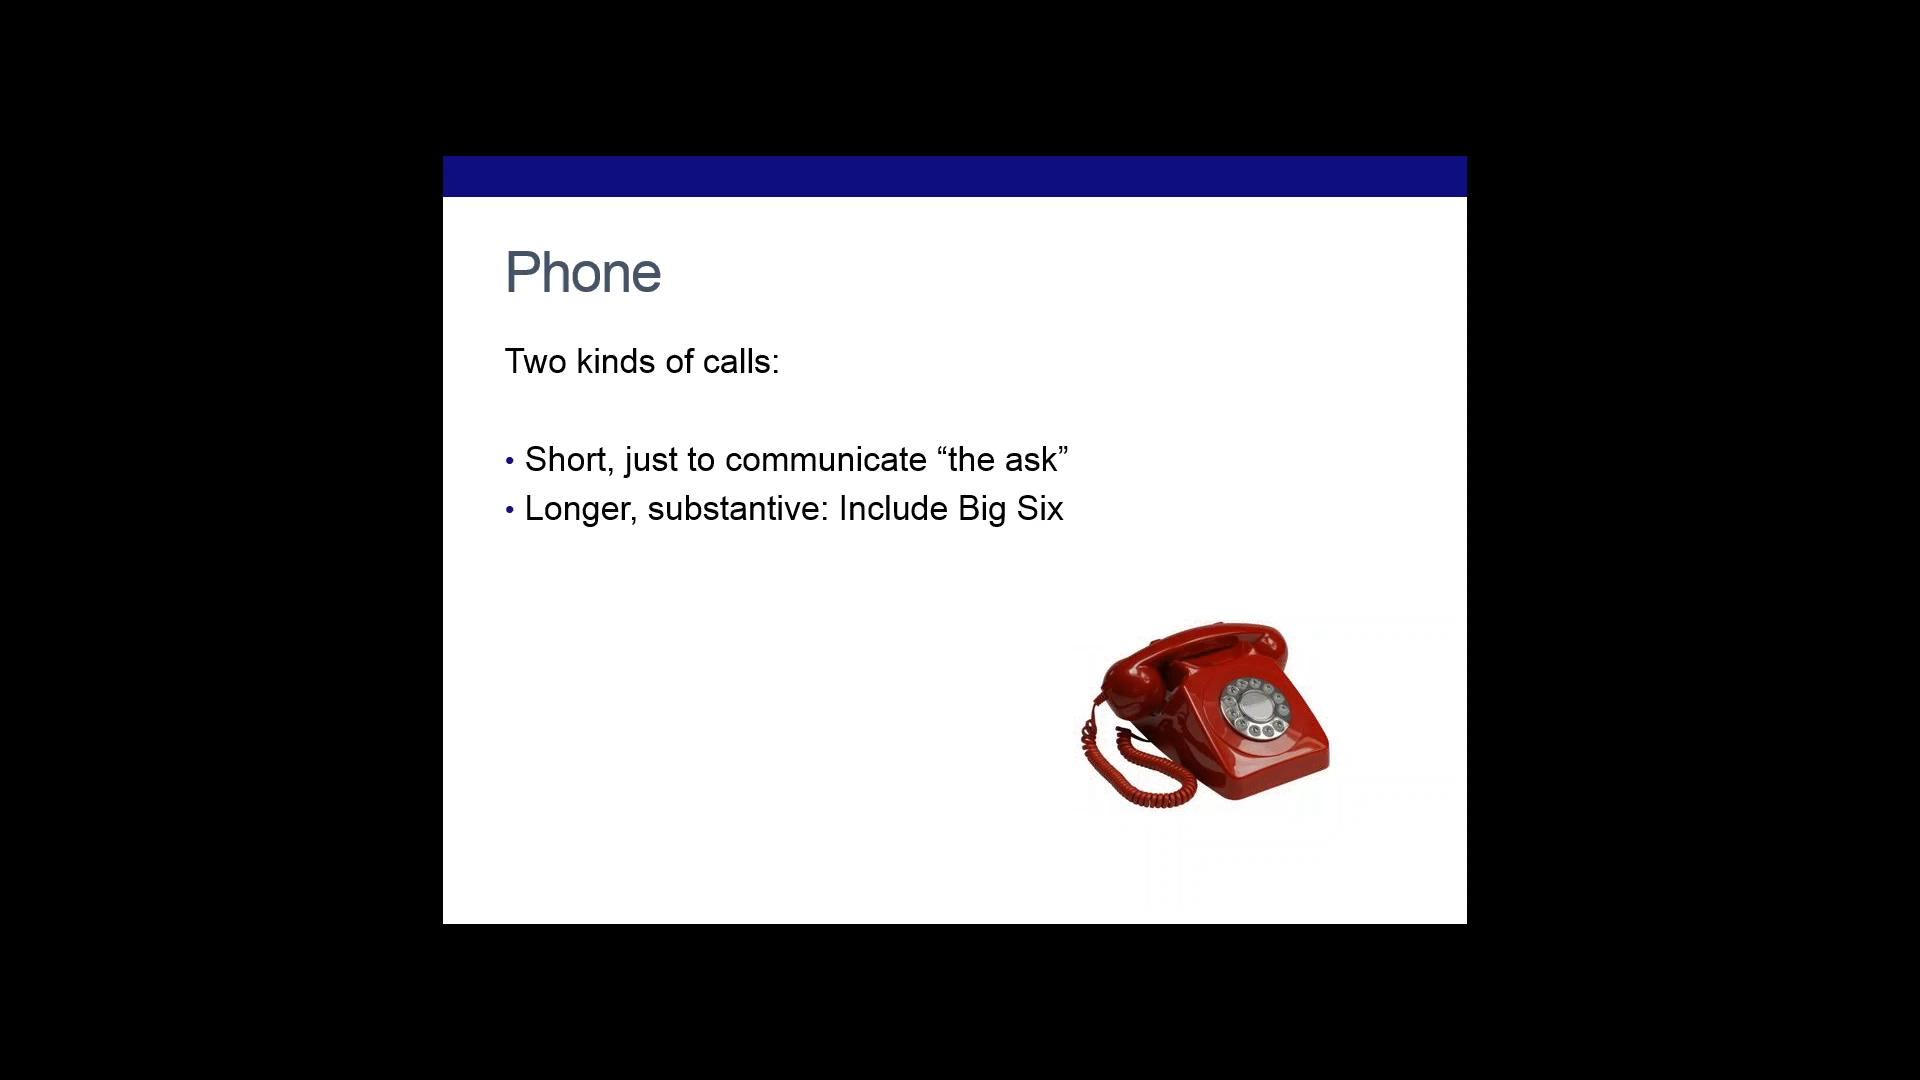 Phone
Two kinds of calls:
• Short, just to communicate “the ask”
• Longer, substantive: Include Big Six